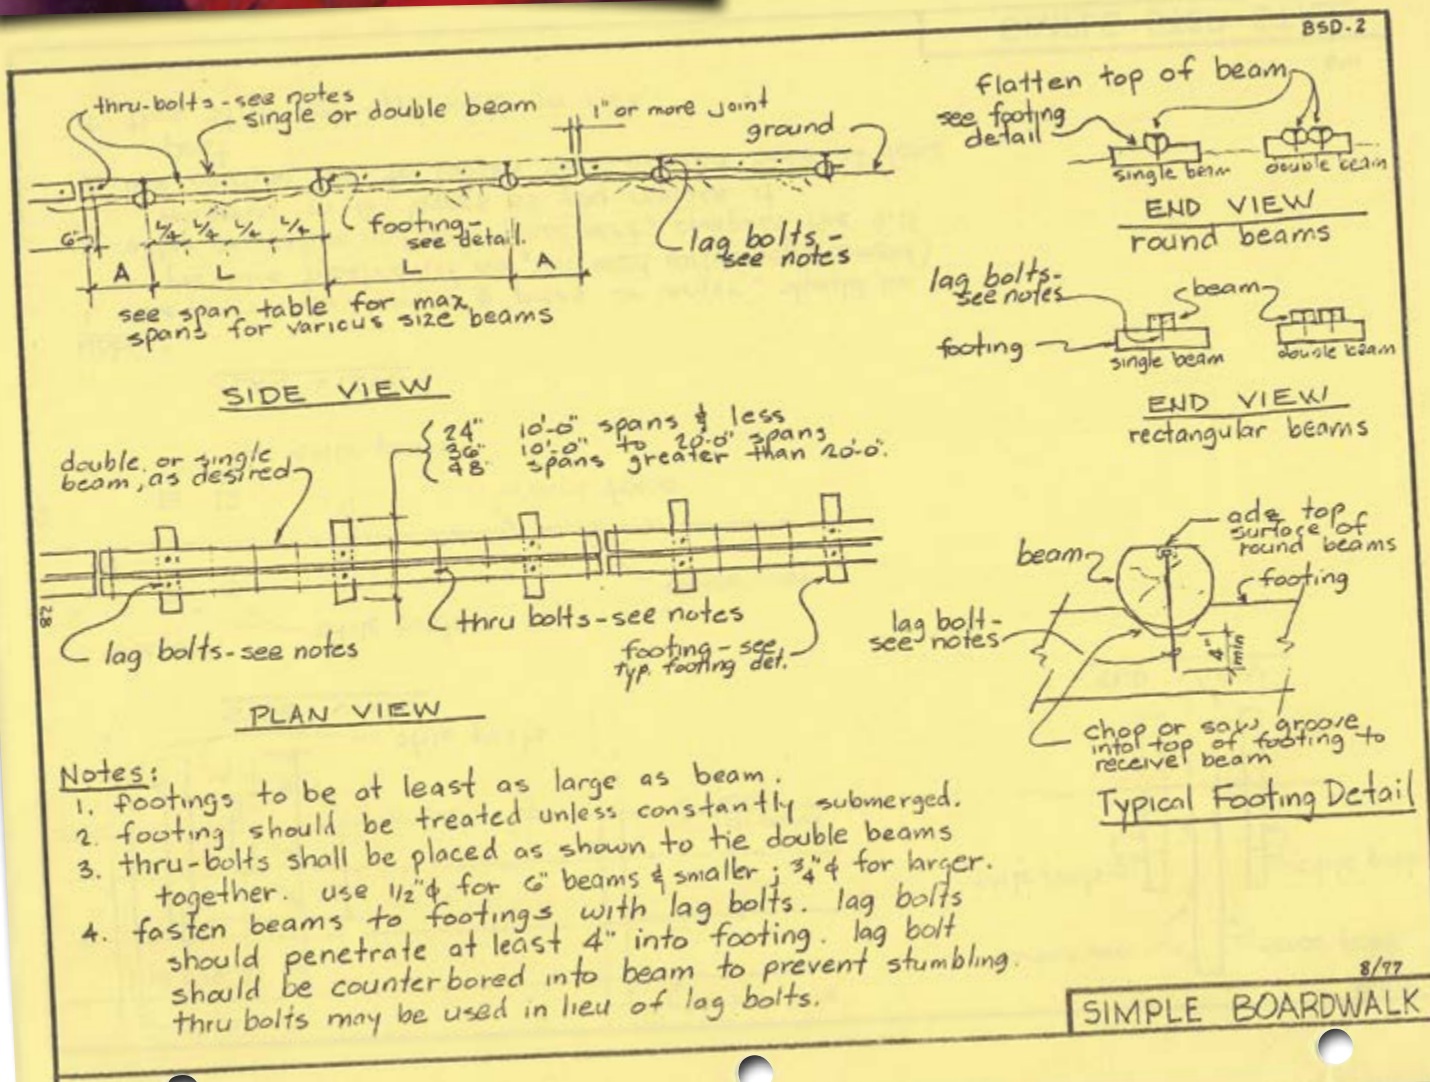 BSD-2
thru-bolts-see notes
single or double beam
1" or more joint
ground
6"
L/4 L/4 L/4 L/4
footing-
see detail.
lag bolts,-
see notes
A L L A
see span table for max
spans for various size beams
SIDE VIEW
flatten top of beam
see footing
detail
single beam
double beam
END VIEW
round beams
lag bolts-
see notes
beam
footing
single beam
double beam
END VIEW
rectangular beams
24" 10'-0" spans & less
36" 10'-0" to 20'-0" spans
48" spans greater than 20'-0".
double or single
beam, as desired
28
lag bolts-see notes
thru bolts-see notes
footing-see
typ. footing det.
PLAN VIEW
adz top
surface of
round beams
beam
footing
lag bolt-
see notes
4"
min
chop or saw groove
into top of footing to
receive beam
Typical Footing Detail
Notes:
1. footings to be at least as large as beam.
2. footing should be treated unless constantly submerged.
3. thru-bolts shall be placed as shown to tie double beams
together. use 1/2"ϕ for 6" beams & smaller; 3/4"ϕ for larger.
4. fasten beams to footings with lag bolts. lag bolts
should penetrate at least 4" into footing. lag bolt
should be counterbored into beam to prevent stumbling.
thru bolts may be used in lieu of lag bolts.
8/77
SIMPLE BOARDWALK